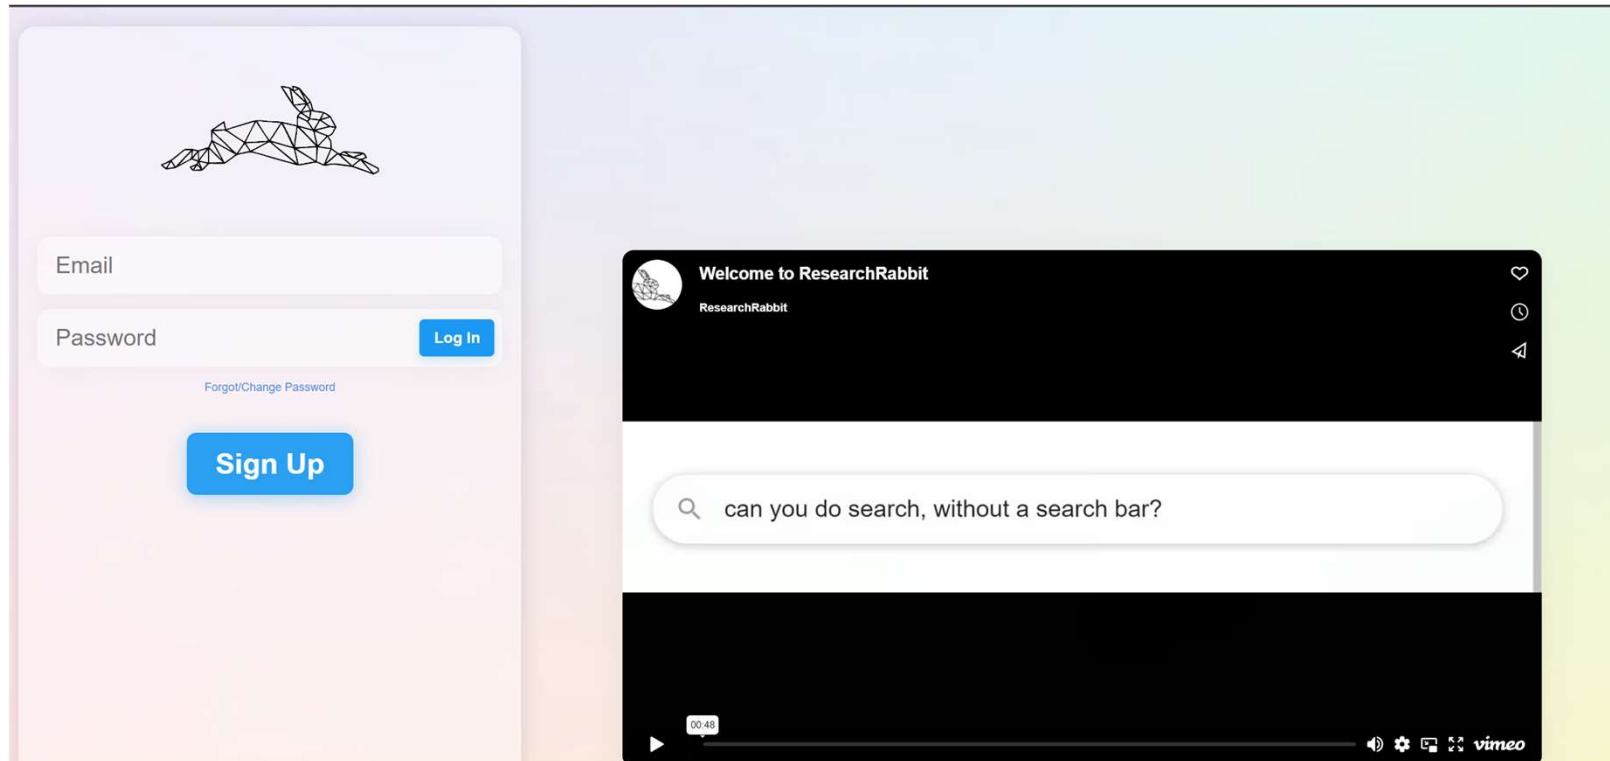 Email
Password
Log In
Forgot/Change Password
Sign Up
Welcome to ResearchRabbit
ResearchRabbit
can you do search, without a search bar?
00:48
vimeo